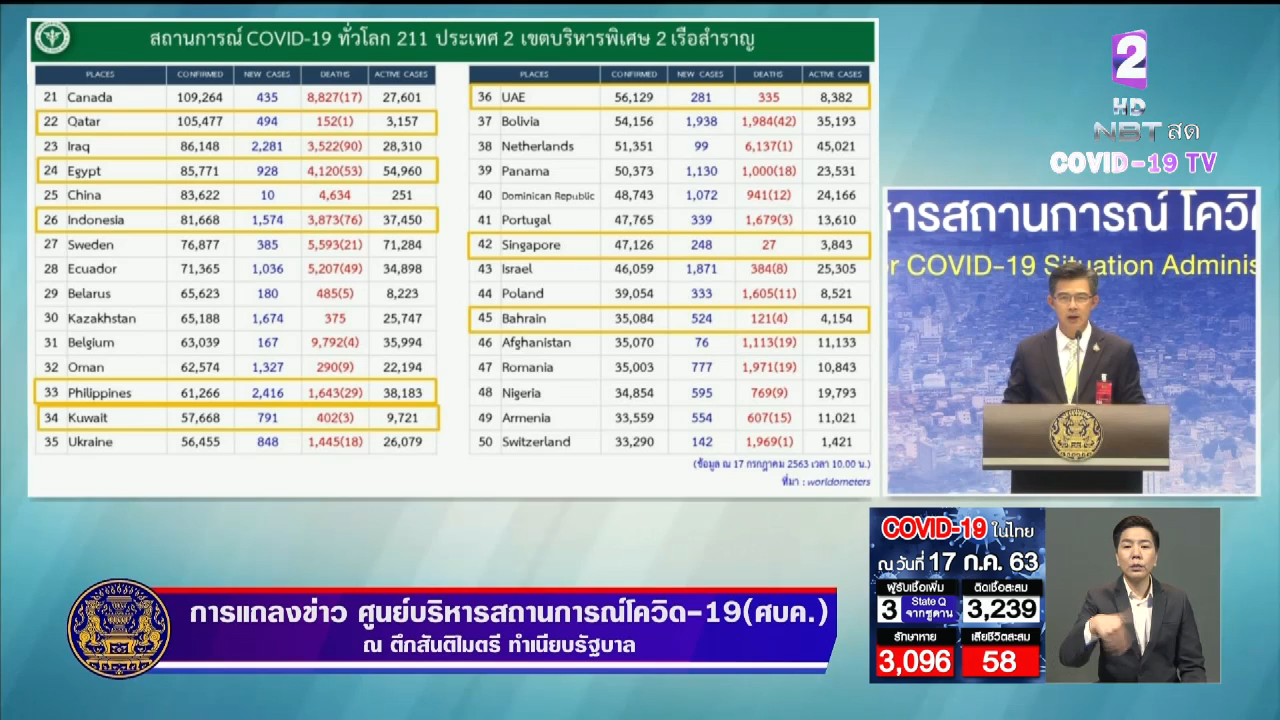 สถานการณ์ COVID-19 ทั่วโลก 211 ประเทศ 2 เขตบริหารพิเศษ 2 เรือสำราญ
PLACES CONFIRMED NEW CASES DEATHS ACTIVE CASES
21 Canada 109,264 435 8,827(17) 27,601
22 Qatar 105,477 494 152(1) 3,157
23 Iraq 86,148 2,281 3,522(90) 28,310
24 Egypt 85,771 928 4,120(53) 54,960
25 China 83,622 10 4,634 251
26 Indonesia 81,668 1,574 3,873(76) 37,450
27 Sweden 76,877 385 5,593(21) 71,284
28 Ecuador 71,365 1,036 5,207(49) 34,898
29 Belarus 65,623 180 485(5) 8,223
30 Kazakhstan 65,188 1,674 375 25,747
31 Belgium 63,039 167 9,792(4) 35,994
32 Oman 62,574 1,327 290(9) 22,194
33 Philippines 61,266 2,416 1,643(29) 38,183
34 Kuwait 57,668 791 402(3) 9,721
35 Ukraine 56,455 848 1,445(18) 26,079
PLACES CONFIRMED NEW CASES DEATHS ACTIVE CASES
36 UAE 56,129 281 335 8,382
37 Bolivia 54,156 1,938 1,984(42) 35,193
38 Netherlands 51,351 99 6,137(1) 45,021
39 Panama 50,373 1,130 1,000(18) 23,531
40 Dominican Republic 48,743 1,072 941(12) 24,166
41 Portugal 47,765 339 1,679(3) 13,610
42 Singapore 47,126 248 27 3,843
43 Israel 46,059 1,871 384(8) 25,305
44 Poland 39,054 333 1,605(11) 8,521
45 Bahrain 35,084 524 121(4) 4,154
46 Afghanistan 35,070 76 1,113(19) 11,133
47 Romania 35,003 777 1,971(19) 10,843
48 Nigeria 34,854 595 769(9) 19,793
49 Armenia 33,559 554 607(15) 11,021
50 Switzerland 33,290 142 1,969(1) 1,421
(ข้อมูล ณ 17 กรกฎาคม 2563 เวลา 10.00 น.)
ที่มา : worldometers
2
HD
NBT สด
COVID-19 TV
หารสถานการณ์ โควิด
r COVID-19 Situation Adminis
COVID-19 ในไทย
ณ วันที่ 17 ก.ค. 63
ผู้รับเชื้อเพิ่ม ติดเชื้อสะสม
3 State Q จากซูดาน 3,239
รักษาหาย เสียชีวิตสะสม
3,096 58
การแถลงข่าว ศูนย์บริหารสถานการณ์โควิด-19(ศบค.)
ณ ตึกสันติไมตรี ทำเนียบรัฐบาล